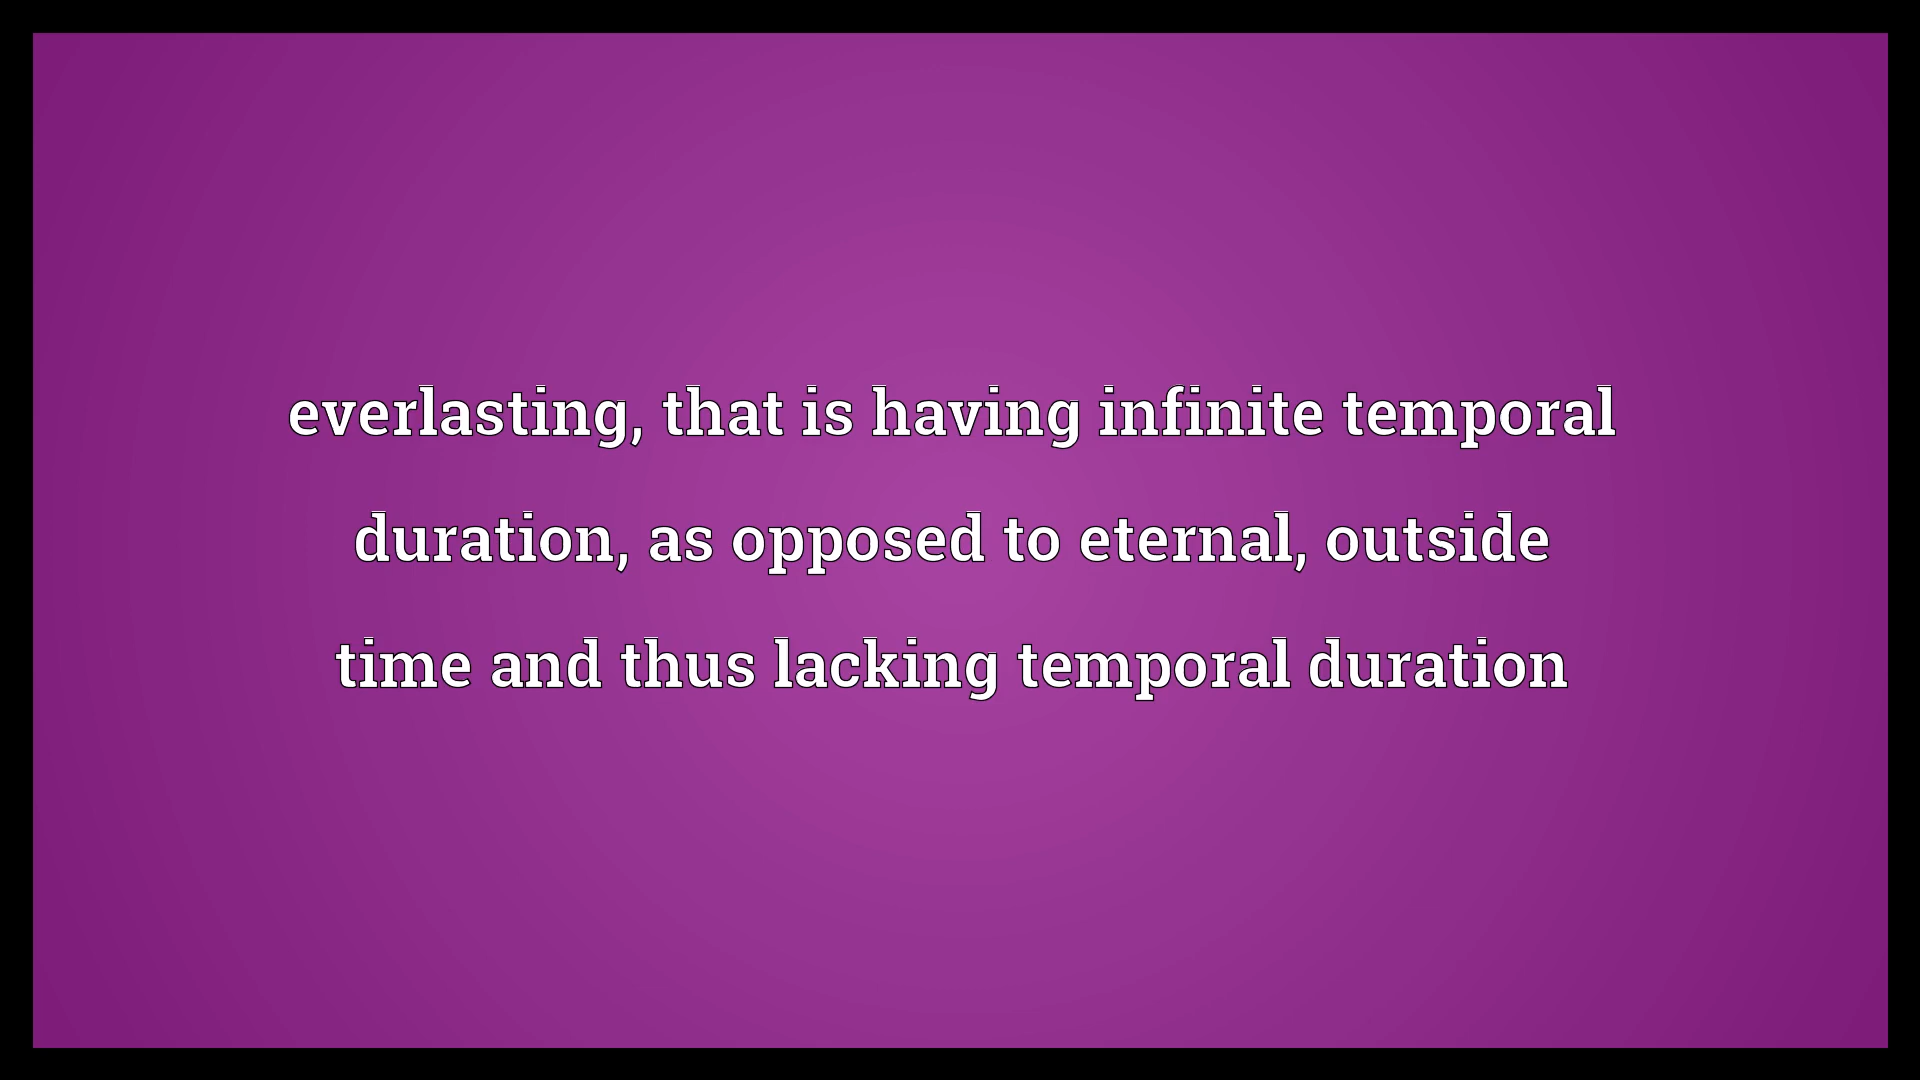 everlasting, that is having infinite temporal
duration, as opposed to eternal, outside
time and thus lacking temporal duration